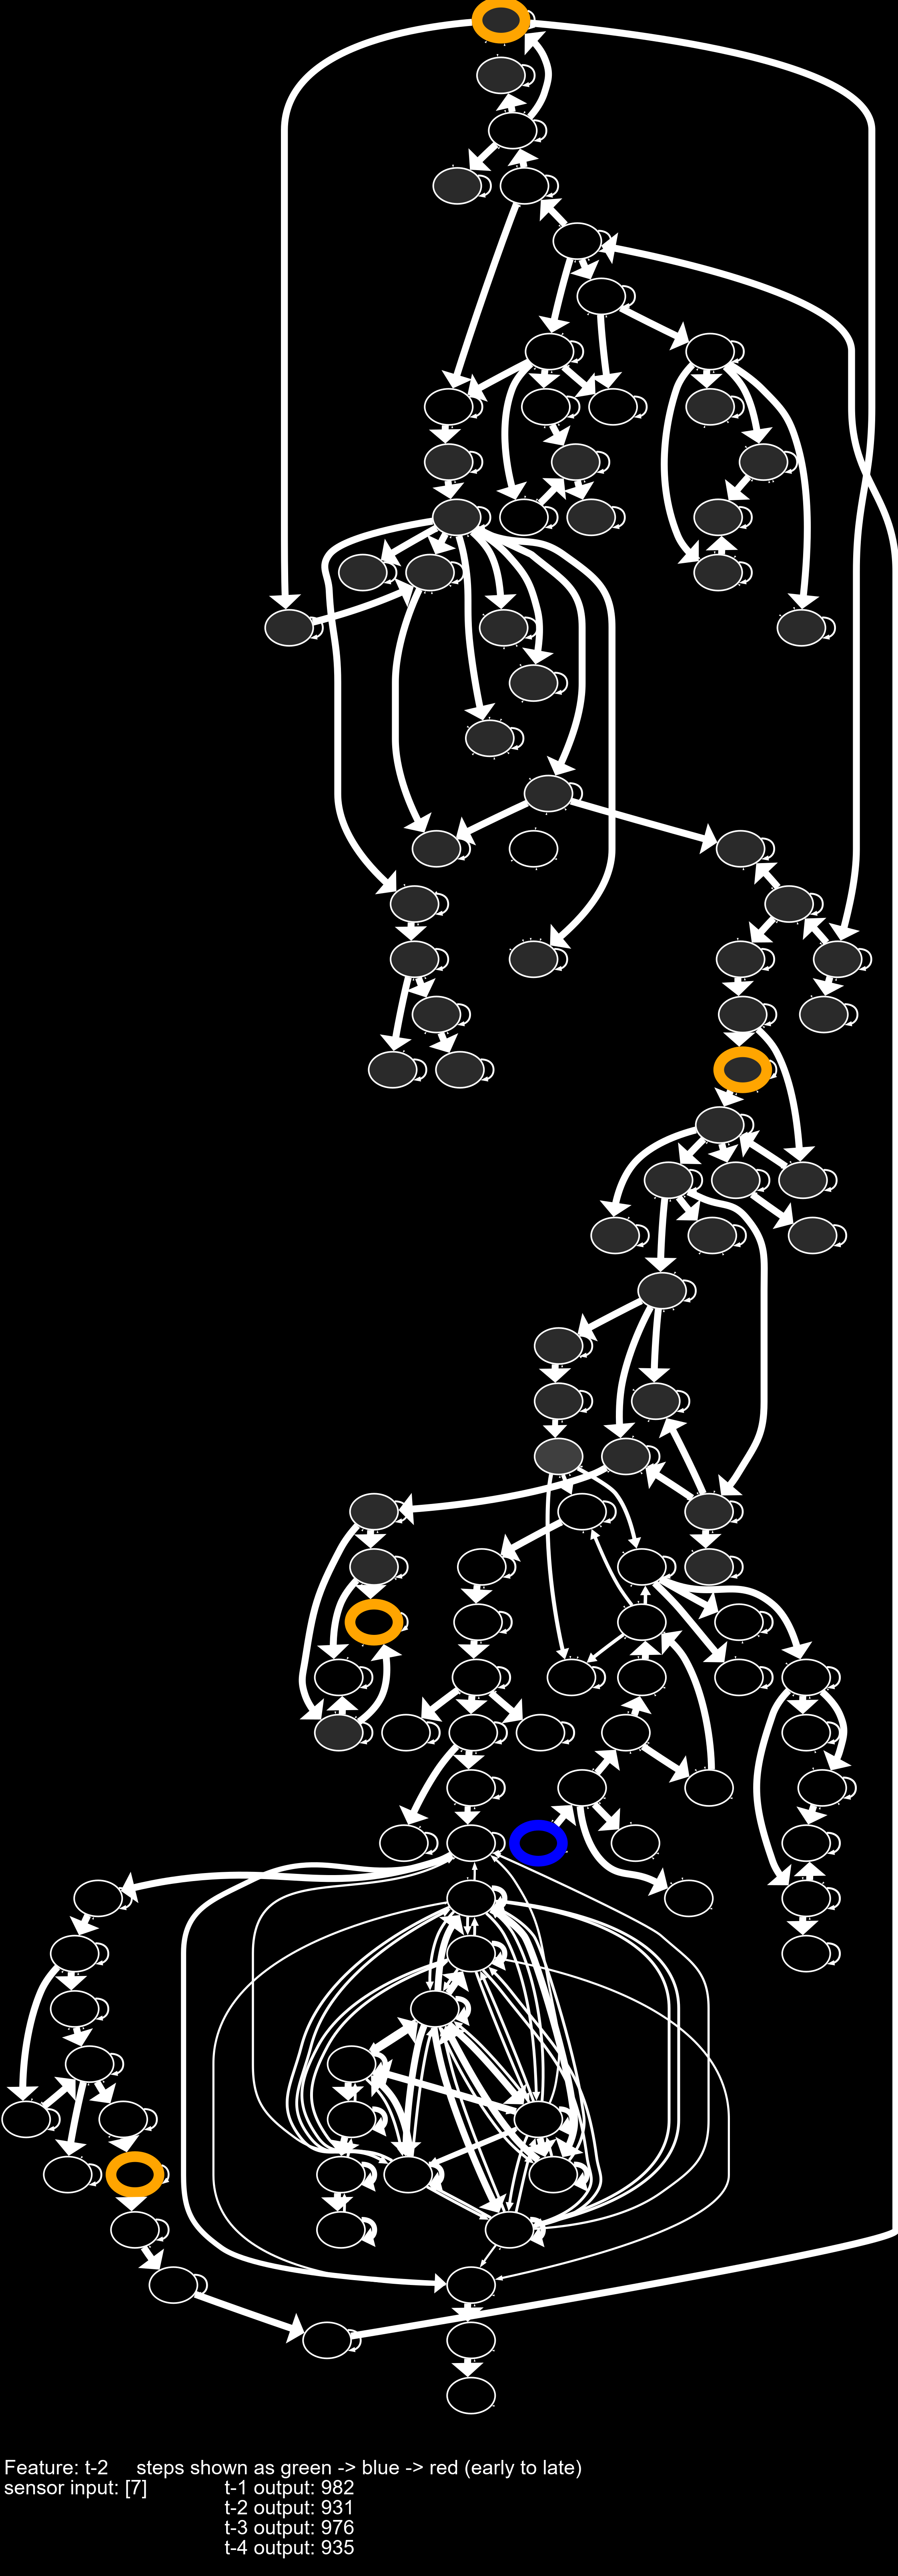 Feature: t-2     steps shown as green -> blue -> red (early to late)
sensor input: [7]     t-1 output: 982
t-2 output: 931
t-3 output: 976
t-4 output: 935